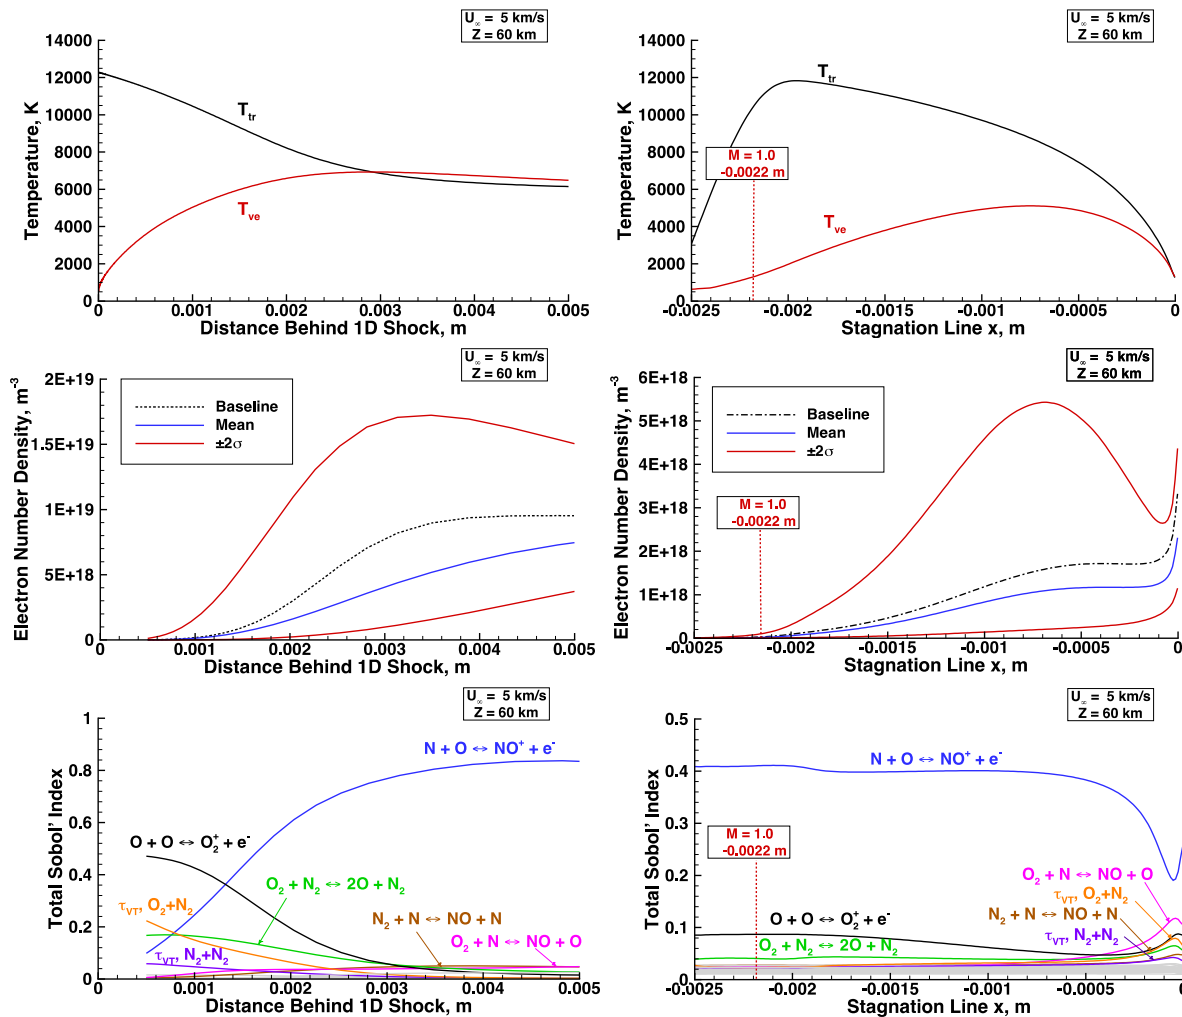 U∞ = 5 km/s
Z = 60 km
14000
12000
10000
8000
6000
4000
2000
0
Temperature, K
Ttr
Tve
0
0.001
0.002
0.003
0.004
0.005
Distance Behind 1D Shock, m
U∞ = 5 km/s
Z = 60 km
14000
12000
10000
8000
6000
4000
2000
0
Temperature, K
Ttr
M = 1.0
-0.0022 m
Tve
-0.0025
-0.002
-0.0015
-0.001
-0.0005
0
Stagnation Line x, m
U∞ = 5 km/s
Z = 60 km
2E+19
1.5E+19
1E+19
5E+18
0
Electron Number Density, m⁻³
Baseline
Mean
±2σ
0
0.001
0.002
0.003
0.004
0.005
Distance Behind 1D Shock, m
U∞ = 5 km/s
Z = 60 km
6E+18
5E+18
4E+18
3E+18
2E+18
1E+18
0
Electron Number Density, m⁻³
Baseline
Mean
±2σ
M = 1.0
-0.0022 m
-0.0025
-0.002
-0.0015
-0.001
-0.0005
0
Stagnation Line x, m
U∞ = 5 km/s
Z = 60 km
1
0.8
0.6
0.4
0.2
0
Total Sobol' Index
N + O ↔ NO⁺ + e⁻
O + O ↔ O₂⁺ + e⁻
O₂ + N₂ ↔ 2O + N₂
τVT, O₂+N₂
N₂ + N ↔ NO + N
O₂ + N ↔ NO + O
τVT, N₂+N₂
0
0.001
0.002
0.003
0.004
0.005
Distance Behind 1D Shock, m
U∞ = 5 km/s
Z = 60 km
0.5
0.4
0.3
0.2
0.1
0
Total Sobol' Index
N + O ↔ NO⁺ + e⁻
M = 1.0
-0.0022 m
O₂ + N ↔ NO + O
τVT, O₂+N₂
O + O ↔ O₂⁺ + e⁻
N₂ + N ↔ NO + N
O₂ + N₂ ↔ 2O + N₂
τVT, N₂+N₂
-0.0025
-0.002
-0.0015
-0.001
-0.0005
0
Stagnation Line x, m